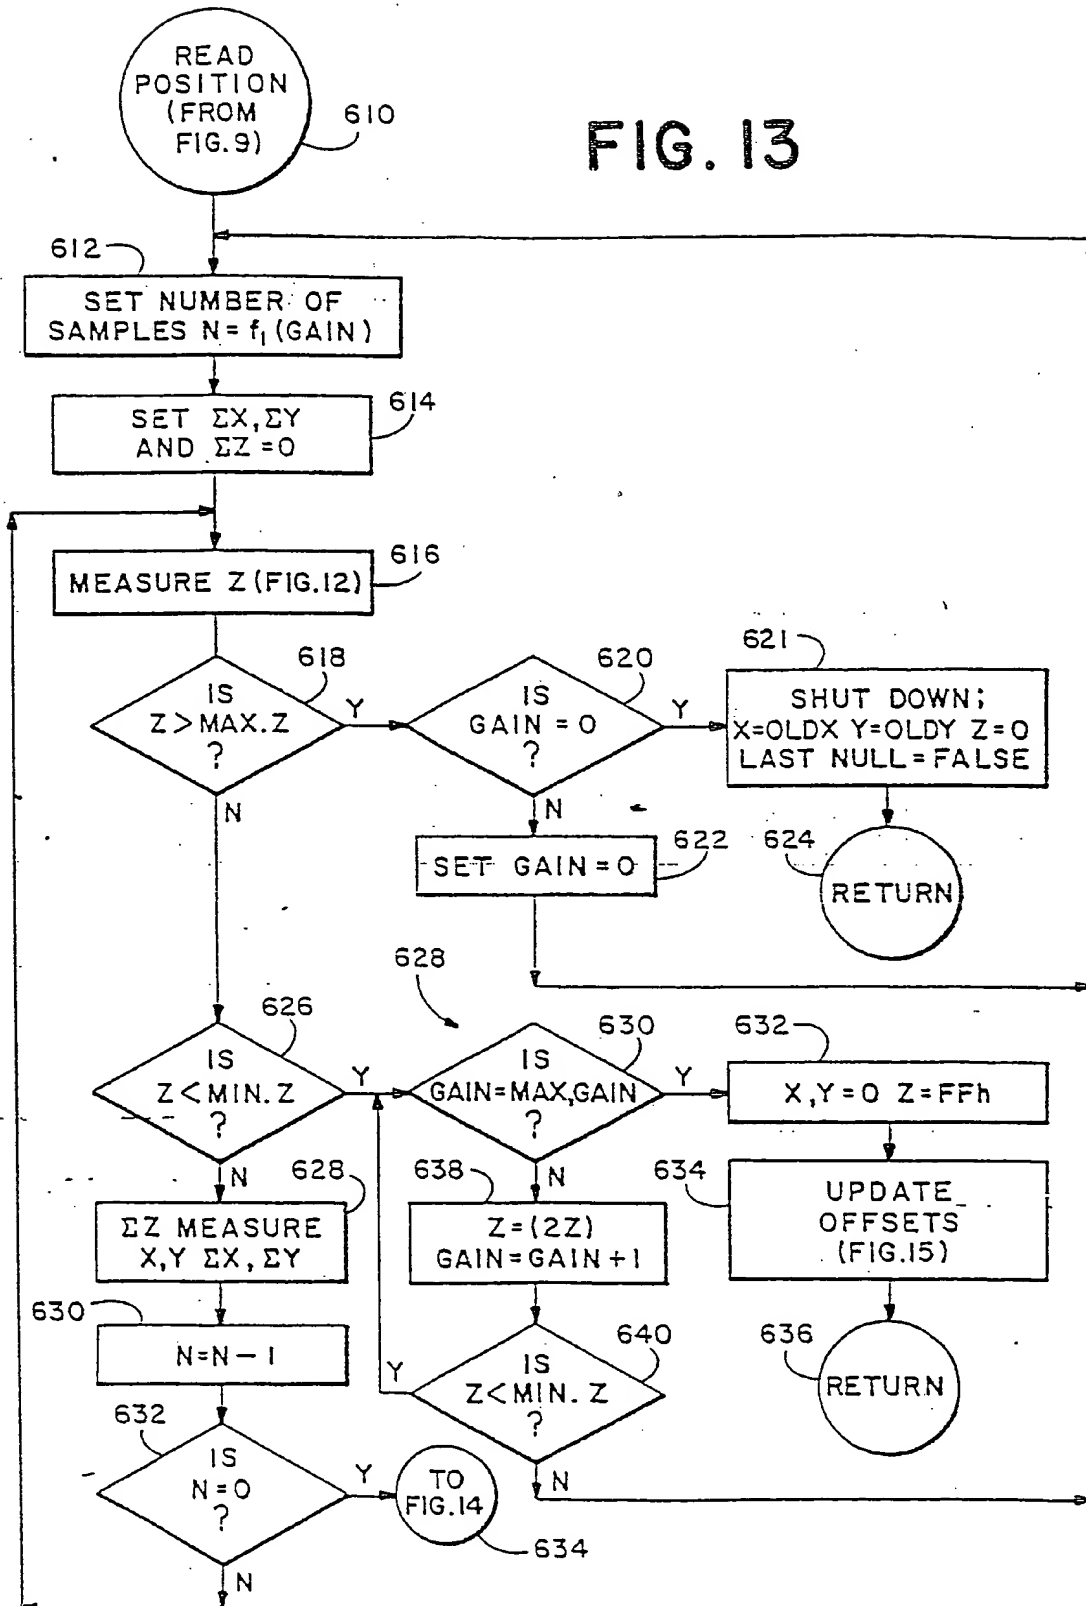 READ
POSITION
(FROM
FIG.9)
610
FIG. 13
612
SET NUMBER OF
SAMPLES N=f₁(GAIN)
SET ΣX,ΣY
AND ΣZ=0
614
MEASURE Z(FIG.12)
616
IS
Z>MAX.Z
?
618
Y
N
IS
GAIN=0
?
620
Y
N
621
SHUT DOWN;
X=OLDX Y=OLDY Z=0
LAST NULL=FALSE
SET GAIN=0
622
624
RETURN
628
IS
Z<MIN.Z
?
626
Y
N
IS
GAIN=MAX,GAIN
?
630
Y
N
632
X,Y=0 Z=FFh
628
ΣZ MEASURE
X,Y ΣX,ΣY
638
Z=(2Z)
GAIN=GAIN+1
634
UPDATE
OFFSETS
(FIG.15)
630
N=N-1
IS
Z<MIN. Z
?
640
Y
N
636
RETURN
632
IS
N=0
?
Y
N
TO
FIG.14
634